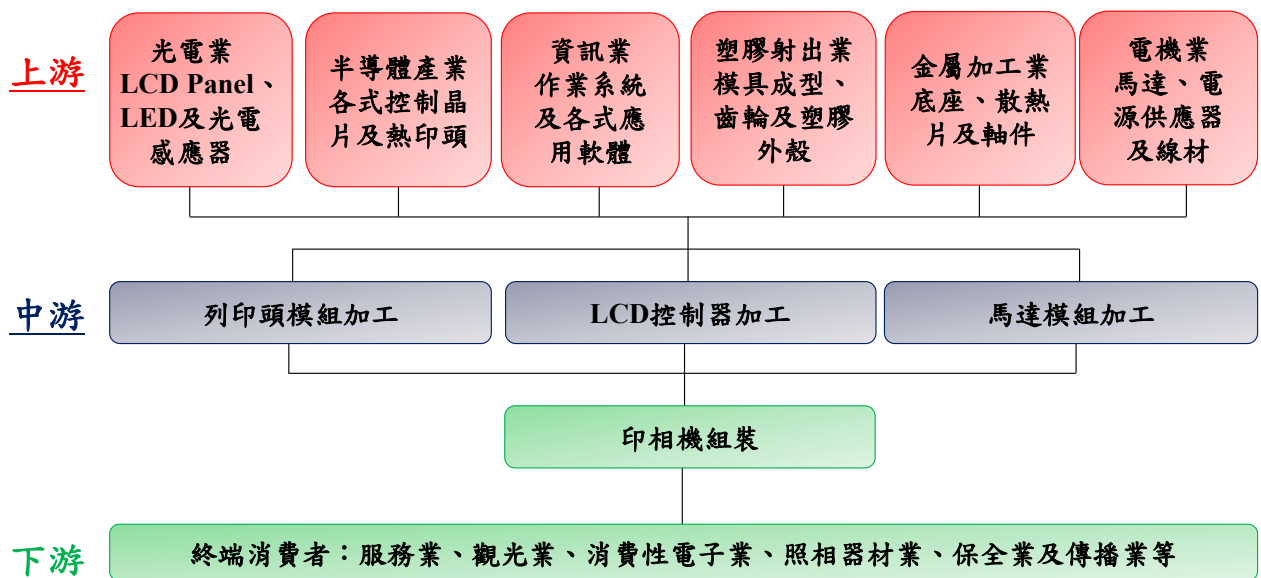 上游
光電業
LCD Panel、
LED及光電
感應器
半導體產業
各式控制晶
片及熱印頭
資訊業
作業系統
及各式應
用軟體
塑膠射出業
模具成型、
齒輪及塑膠
外殼
金屬加工業
底座、散熱
片及軸件
電機業
馬達、電
源供應器
及線材
中游
列印頭模組加工
LCD控制器加工
馬達模組加工
印相機組裝
下游
終端消費者：服務業、觀光業、消費性電子業、照相器材業、保全業及傳播業等